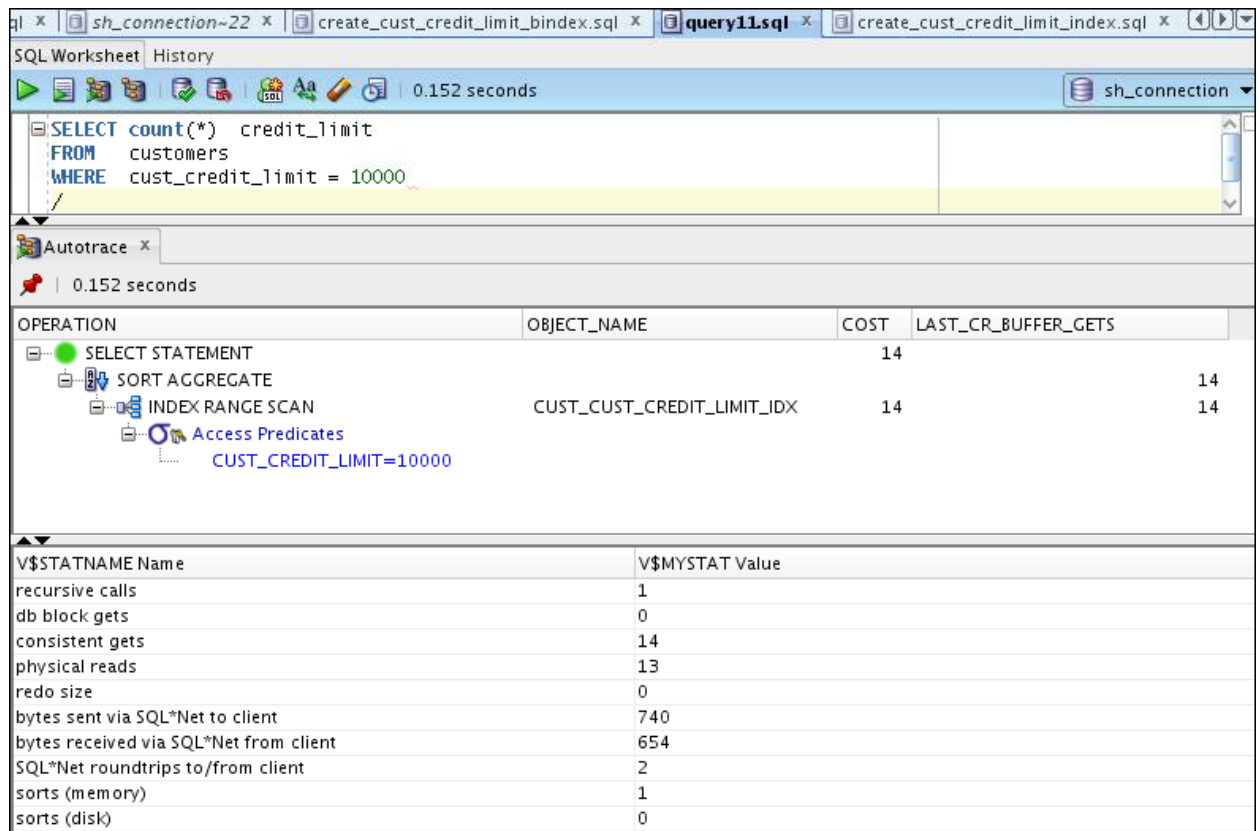 ql x sh_connection~22 x create_cust_credit_limit_bindex.sql x query11.sql x create_cust_credit_limit_index.sql x
SQL Worksheet History
0.152 seconds sh_connection
SELECT count(*) credit_limit
FROM customers
WHERE cust_credit_limit = 10000
/
Autotrace x
0.152 seconds
OPERATION OBJECT_NAME COST LAST_CR_BUFFER_GETS
SELECT STATEMENT 14
SORT AGGREGATE 14
INDEX RANGE SCAN CUST_CUST_CREDIT_LIMIT_IDX 14 14
Access Predicates
CUST_CREDIT_LIMIT=10000
V$STATNAME Name V$MYSTAT Value
recursive calls 1
db block gets 0
consistent gets 14
physical reads 13
redo size 0
bytes sent via SQL*Net to client 740
bytes received via SQL*Net from client 654
SQL*Net roundtrips to/from client 2
sorts (memory) 1
sorts (disk) 0